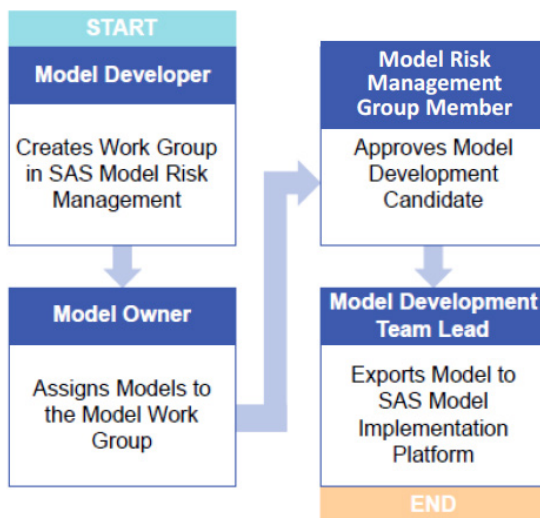 START
Model Developer
Creates Work Group
in SAS Model Risk
Management
Model Owner
Assigns Models to
the Model Work
Group
Model Risk
Management
Group Member
Approves Model
Development
Candidate
Model Development
Team Lead
Exports Model to
SAS Model
Implementation
Platform
END